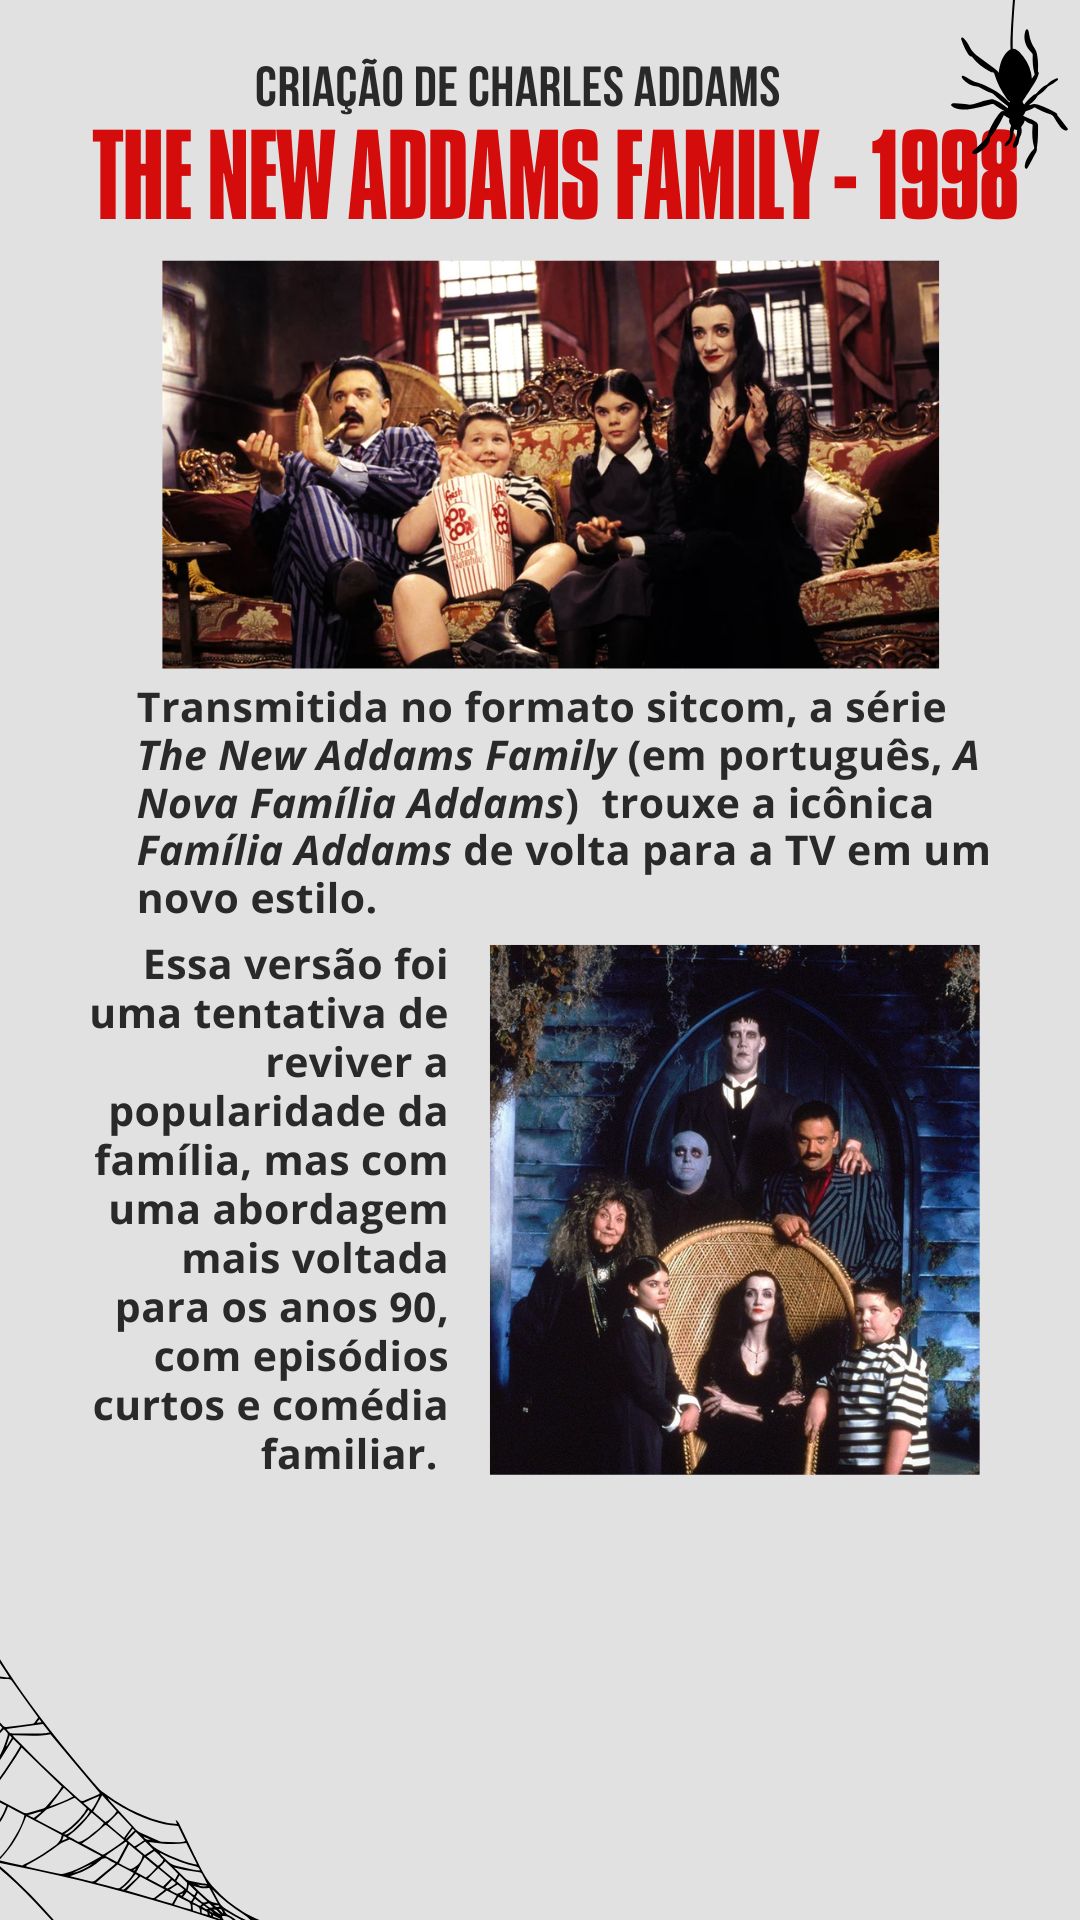 CRIAÇÃO DE CHARLES ADDAMS
THE NEW ADDAMS FAMILY - 1998
fresh
POP
CORN
Transmitida no formato sitcom, a série
The New Addams Family (em português, A
Nova Família Addams)  trouxe a icônica
Família Addams de volta para a TV em um
novo estilo.
Essa versão foi
uma tentativa de
reviver a
popularidade da
família, mas com
uma abordagem
mais voltada
para os anos 90,
com episódios
curtos e comédia
familiar.